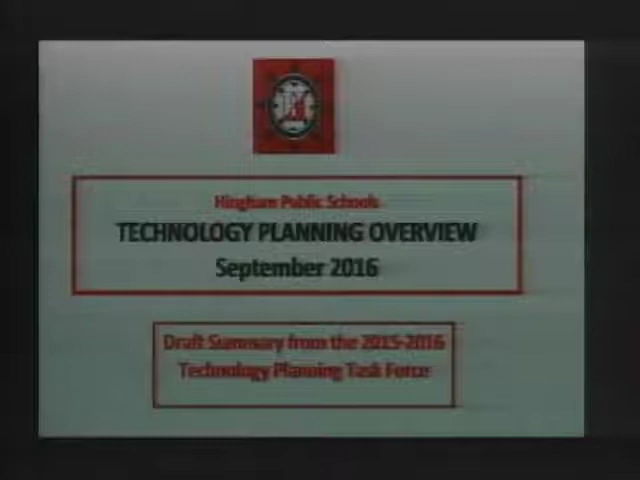 Hingham Public Schools
TECHNOLOGY PLANNING OVERVIEW
September 2016
Draft Summary from the 2015-2016
Technology Planning Task Force